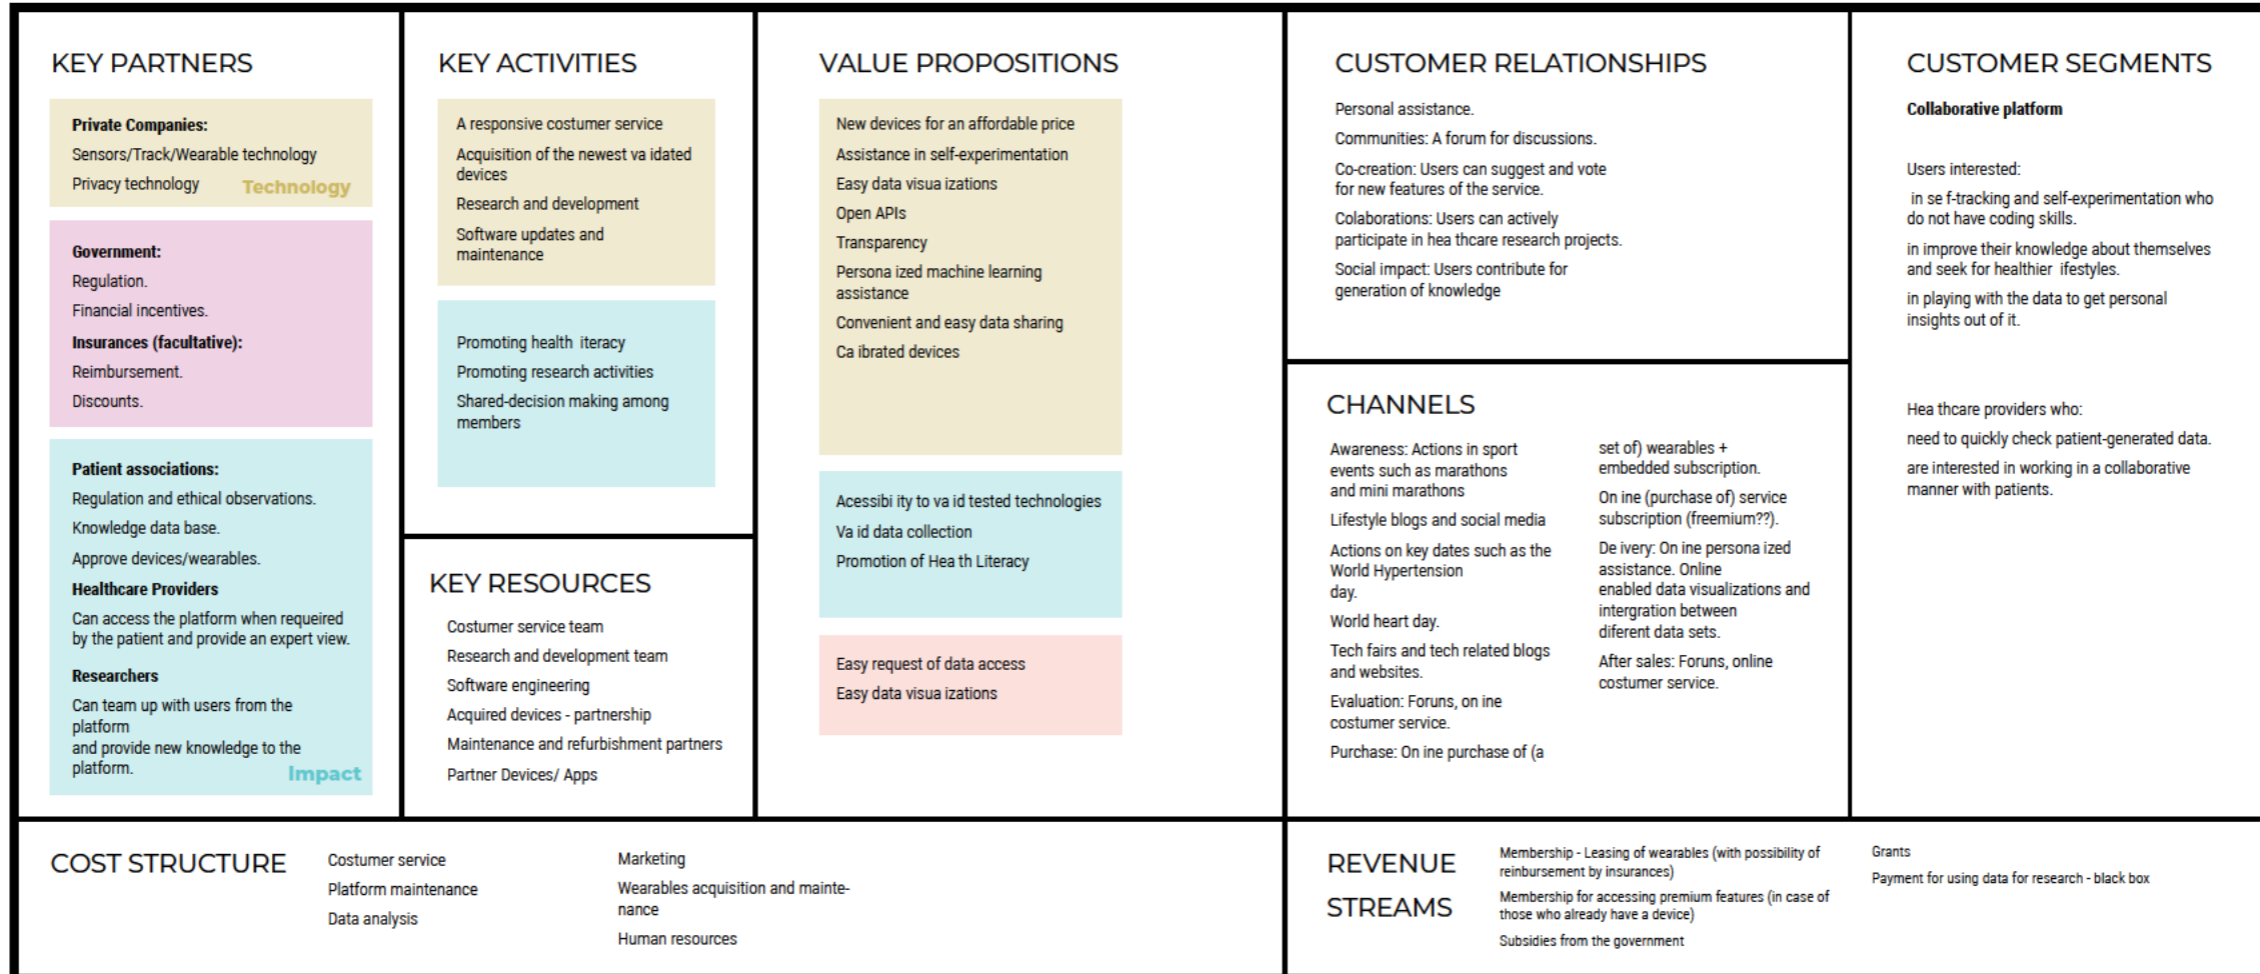 KEY PARTNERS
Private Companies:
Sensors/Track/Wearable technology
Privacy technology
Technology
Government:
Regulation.
Financial incentives.
Insurances (facultative):
Reimbursement.
Discounts.
Patient associations:
Regulation and ethical observations.
Knowledge data base.
Approve devices/wearables.
Healthcare Providers
Can access the platform when requeired
by the patient and provide an expert view.
Researchers
Can team up with users from the
platform
and provide new knowledge to the
platform.
Impact
KEY ACTIVITIES
A responsive costumer service
Acquisition of the newest va idated
devices
Research and development
Software updates and
maintenance
Promoting health  iteracy
Promoting research activities
Shared-decision making among
members
KEY RESOURCES
Costumer service team
Research and development team
Software engineering
Acquired devices - partnership
Maintenance and refurbishment partners
Partner Devices/ Apps
VALUE PROPOSITIONS
New devices for an affordable price
Assistance in self-experimentation
Easy data visua izations
Open APIs
Transparency
Persona ized machine learning
assistance
Convenient and easy data sharing
Ca ibrated devices
Acessibi ity to va id tested technologies
Va id data collection
Promotion of Hea th Literacy
Easy request of data access
Easy data visua izations
CUSTOMER RELATIONSHIPS
Personal assistance.
Communities: A forum for discussions.
Co-creation: Users can suggest and vote
for new features of the service.
Colaborations: Users can actively
participate in hea thcare research projects.
Social impact: Users contribute for
generation of knowledge
CHANNELS
Awareness: Actions in sport
events such as marathons
and mini marathons
Lifestyle blogs and social media
Actions on key dates such as the
World Hypertension
day.
World heart day.
Tech fairs and tech related blogs
and websites.
Evaluation: Foruns, on ine
costumer service.
Purchase: On ine purchase of (a
set of) wearables +
embedded subscription.
On ine (purchase of) service
subscription (freemium??).
De ivery: On ine persona ized
assistance. Online
enabled data visualizations and
intergration between
diferent data sets.
After sales: Foruns, online
costumer service.
CUSTOMER SEGMENTS
Collaborative platform
Users interested:
in se f-tracking and self-experimentation who
do not have coding skills.
in improve their knowledge about themselves
and seek for healthier  ifestyles.
in playing with the data to get personal
insights out of it.
Hea thcare providers who:
need to quickly check patient-generated data.
are interested in working in a collaborative
manner with patients.
COST STRUCTURE
Costumer service
Platform maintenance
Data analysis
Marketing
Wearables acquisition and mainte-
nance
Human resources
REVENUE
STREAMS
Membership - Leasing of wearables (with possibility of
reinbursement by insurances)
Membership for accessing premium features (in case of
those who already have a device)
Subsidies from the government
Grants
Payment for using data for research - black box